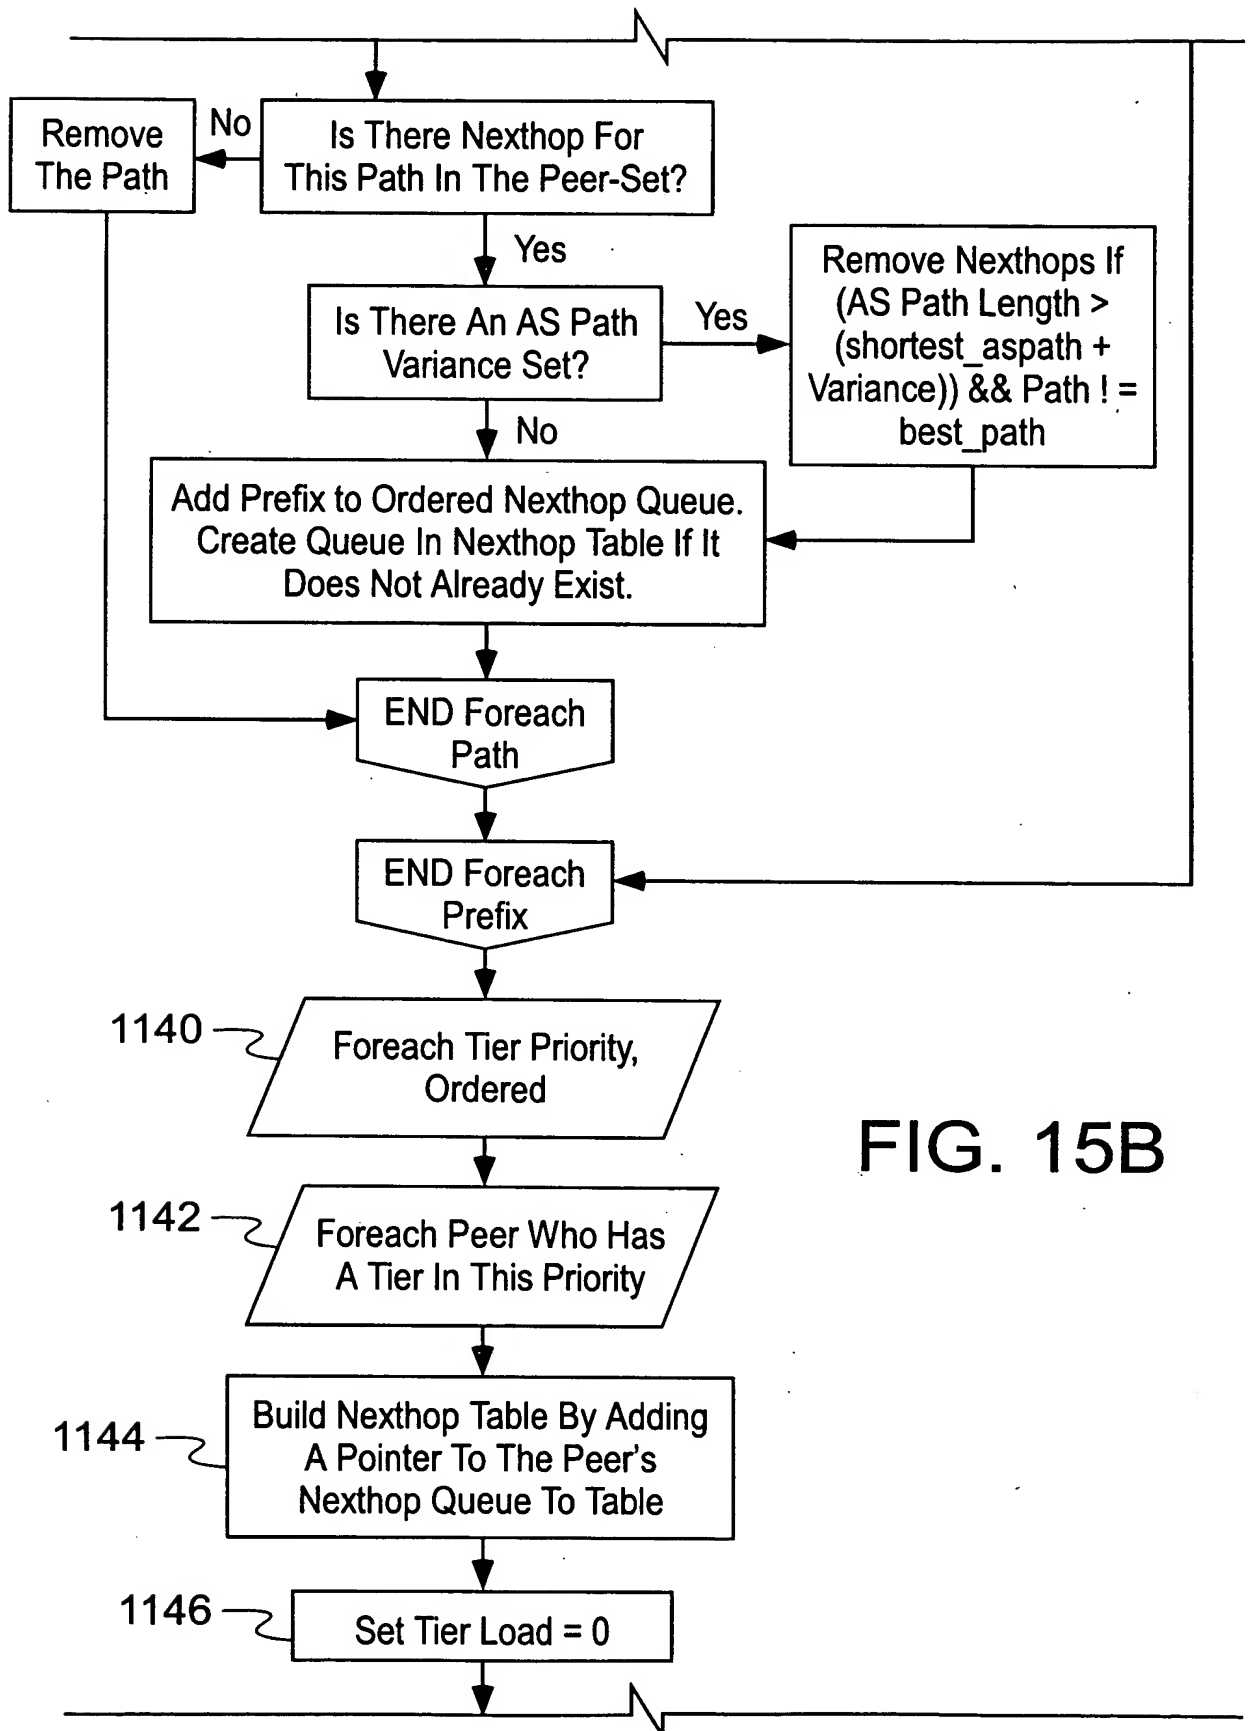 Remove
The Path
No
Is There Nexthop For
This Path In The Peer-Set?
Yes
Is There An AS Path
Variance Set?
Yes
Remove Nexthops If
(AS Path Length >
(shortest_aspath +
Variance)) && Path ! =
best_path
No
Add Prefix to Ordered Nexthop Queue.
Create Queue In Nexthop Table If It
Does Not Already Exist.
END Foreach
Path
END Foreach
Prefix
1140
Foreach Tier Priority,
Ordered
FIG. 15B
1142
Foreach Peer Who Has
A Tier In This Priority
1144
Build Nexthop Table By Adding
A Pointer To The Peer's
Nexthop Queue To Table
1146
Set Tier Load = 0